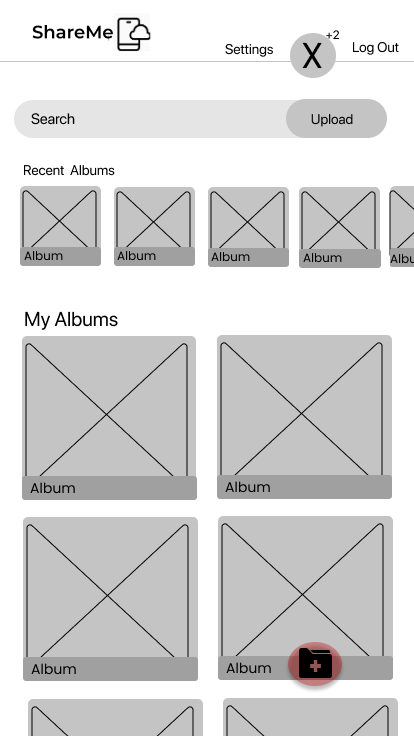 ShareMe
Settings
X
+2
Log Out
Search
Upload
Recent Albums
Album
Album
Album
Album
Albu
My Albums
Album
Album
Album
Album